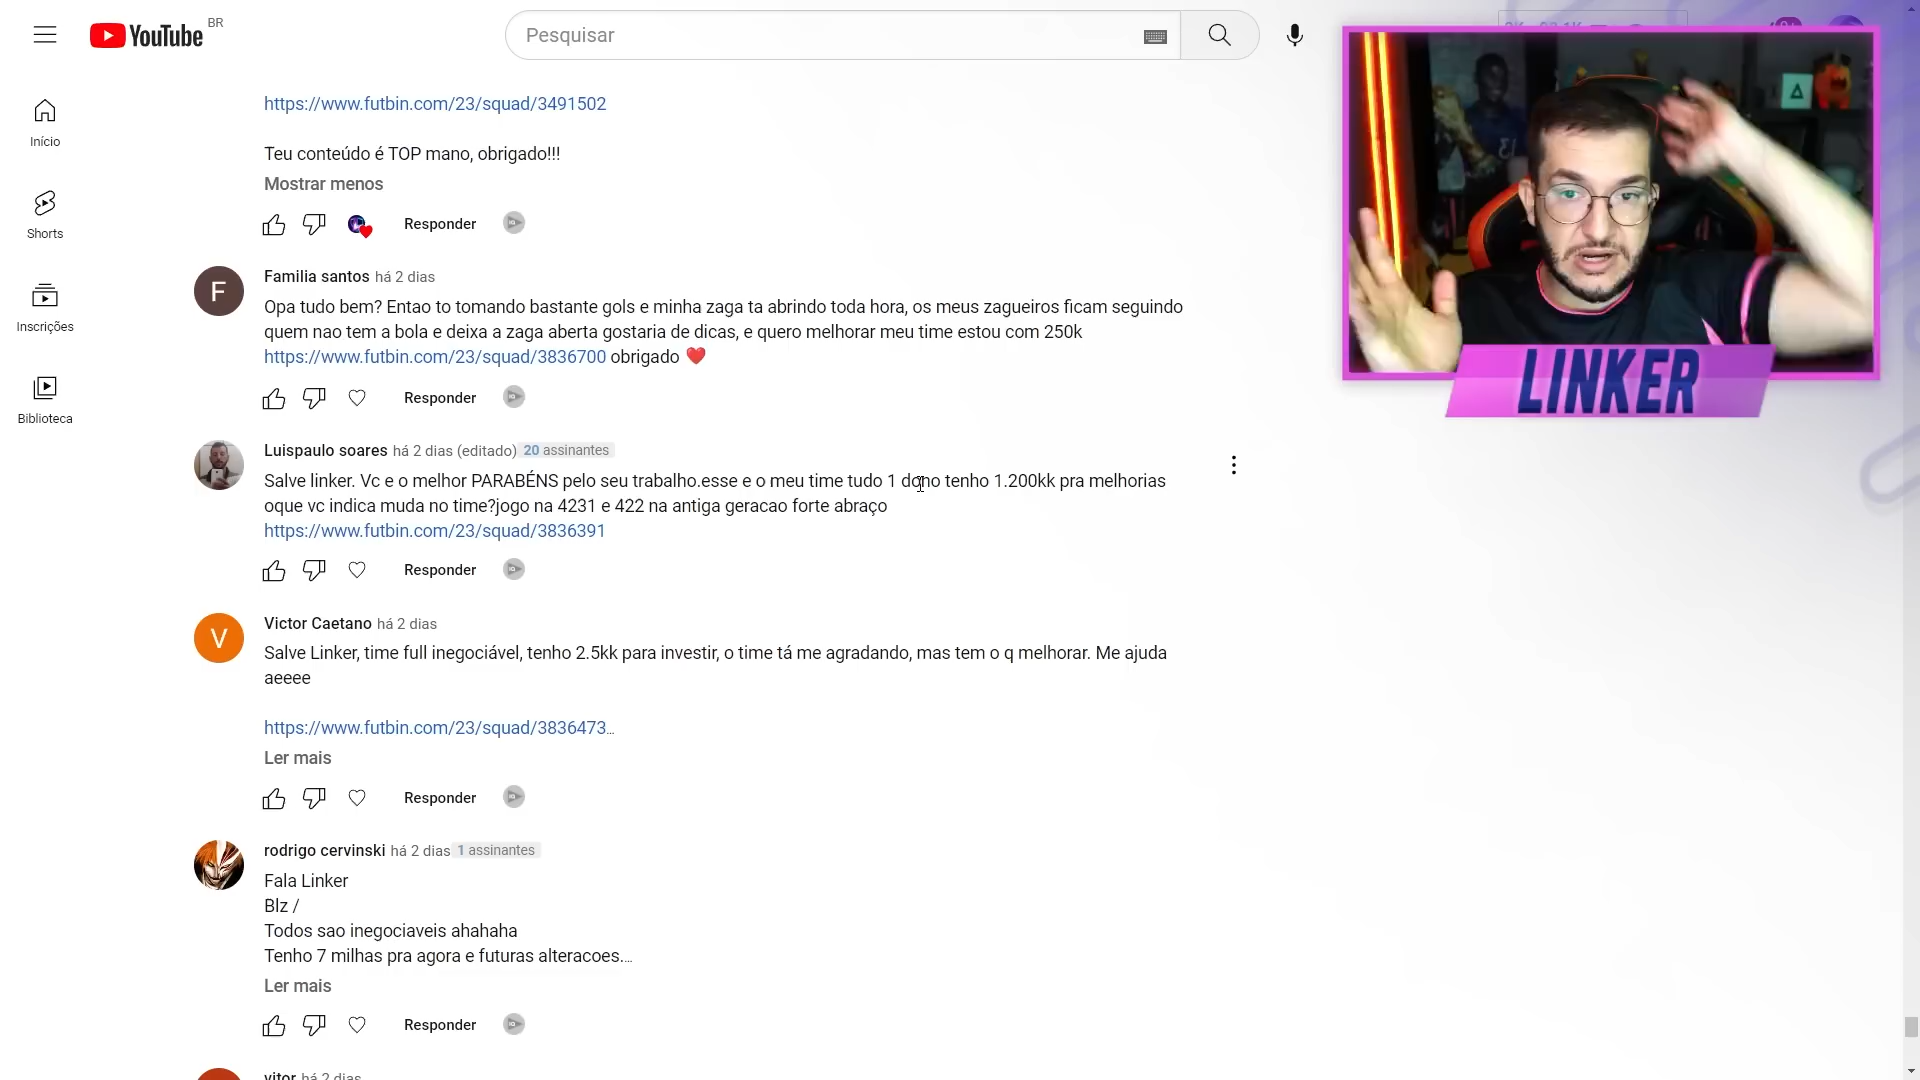 YouTube BR
Pesquisar
Início
Shorts
Inscrições
Biblioteca
https://www.futbin.com/23/squad/3491502
Teu conteúdo é TOP mano, obrigado!!!
Mostrar menos
Responder
Familia santos há 2 dias
Opa tudo bem? Entao to tomando bastante gols e minha zaga ta abrindo toda hora, os meus zagueiros ficam seguindo
quem nao tem a bola e deixa a zaga aberta gostaria de dicas, e quero melhorar meu time estou com 250k
https://www.futbin.com/23/squad/3836700 obrigado ❤️
Responder
Luispaulo soares há 2 dias (editado) 20 assinantes
Salve linker. Vc e o melhor PARABÉNS pelo seu trabalho.esse e o meu time tudo 1 dono tenho 1.200kk pra melhorias
oque vc indica muda no time?jogo na 4231 e 422 na antiga geracao forte abraço
https://www.futbin.com/23/squad/3836391
Responder
V
Victor Caetano há 2 dias
Salve Linker, time full inegociável, tenho 2.5kk para investir, o time tá me agradando, mas tem o q melhorar. Me ajuda
aeeee
https://www.futbin.com/23/squad/3836473...
Ler mais
Responder
rodrigo cervinski há 2 dias 1 assinantes
Fala Linker
Blz /
Todos sao inegociaveis ahahaha
Tenho 7 milhas pra agora e futuras alteracoes....
Ler mais
Responder
vitor há 2 dias
F
LINKER